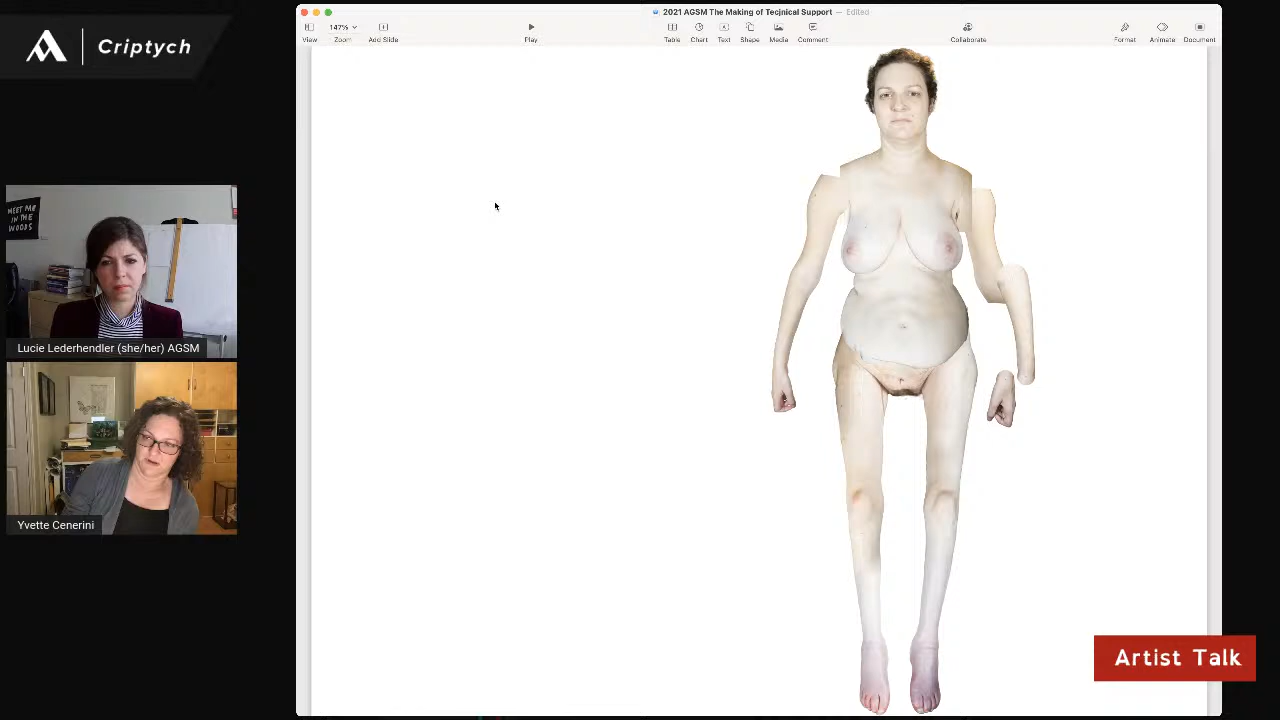 Criptych
2021 AGSM The Making of Tecjnical Support — Edited
147%
View
Zoom
Add Slide
Play
Table
Chart
Text
Shape
Media
Comment
Collaborate
Format
Animate
Document
MEET ME
IN THE
WOODS
Lucie Lederhendler (she/her) AGSM
Yvette Cenerini
Artist Talk